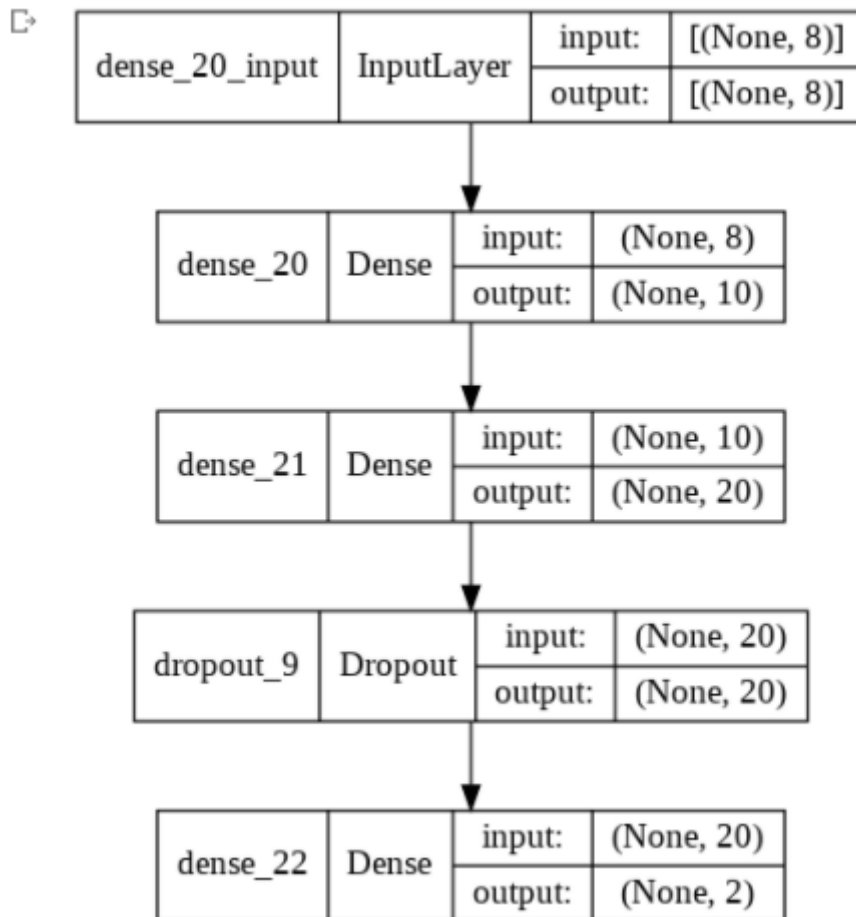 dense_20_input InputLayer input: [(None, 8)]
output: [(None, 8)]
dense_20 Dense input: (None, 8)
output: (None, 10)
dense_21 Dense input: (None, 10)
output: (None, 20)
dropout_9 Dropout input: (None, 20)
output: (None, 20)
dense_22 Dense input: (None, 20)
output: (None, 2)